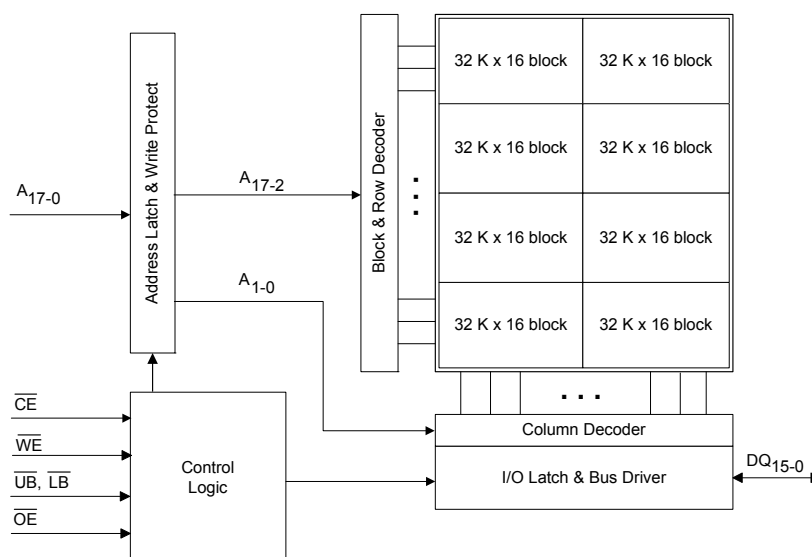 32 K x 16 block 32 K x 16 block
32 K x 16 block 32 K x 16 block
32 K x 16 block 32 K x 16 block
32 K x 16 block 32 K x 16 block
Address Latch & Write Protect
Block & Row Decoder
A17-0
A17-2
A1-0
. . .
. . .
CE
WE
UB, LB
OE
Control
Logic
Column Decoder
I/O Latch & Bus Driver
DQ15-0